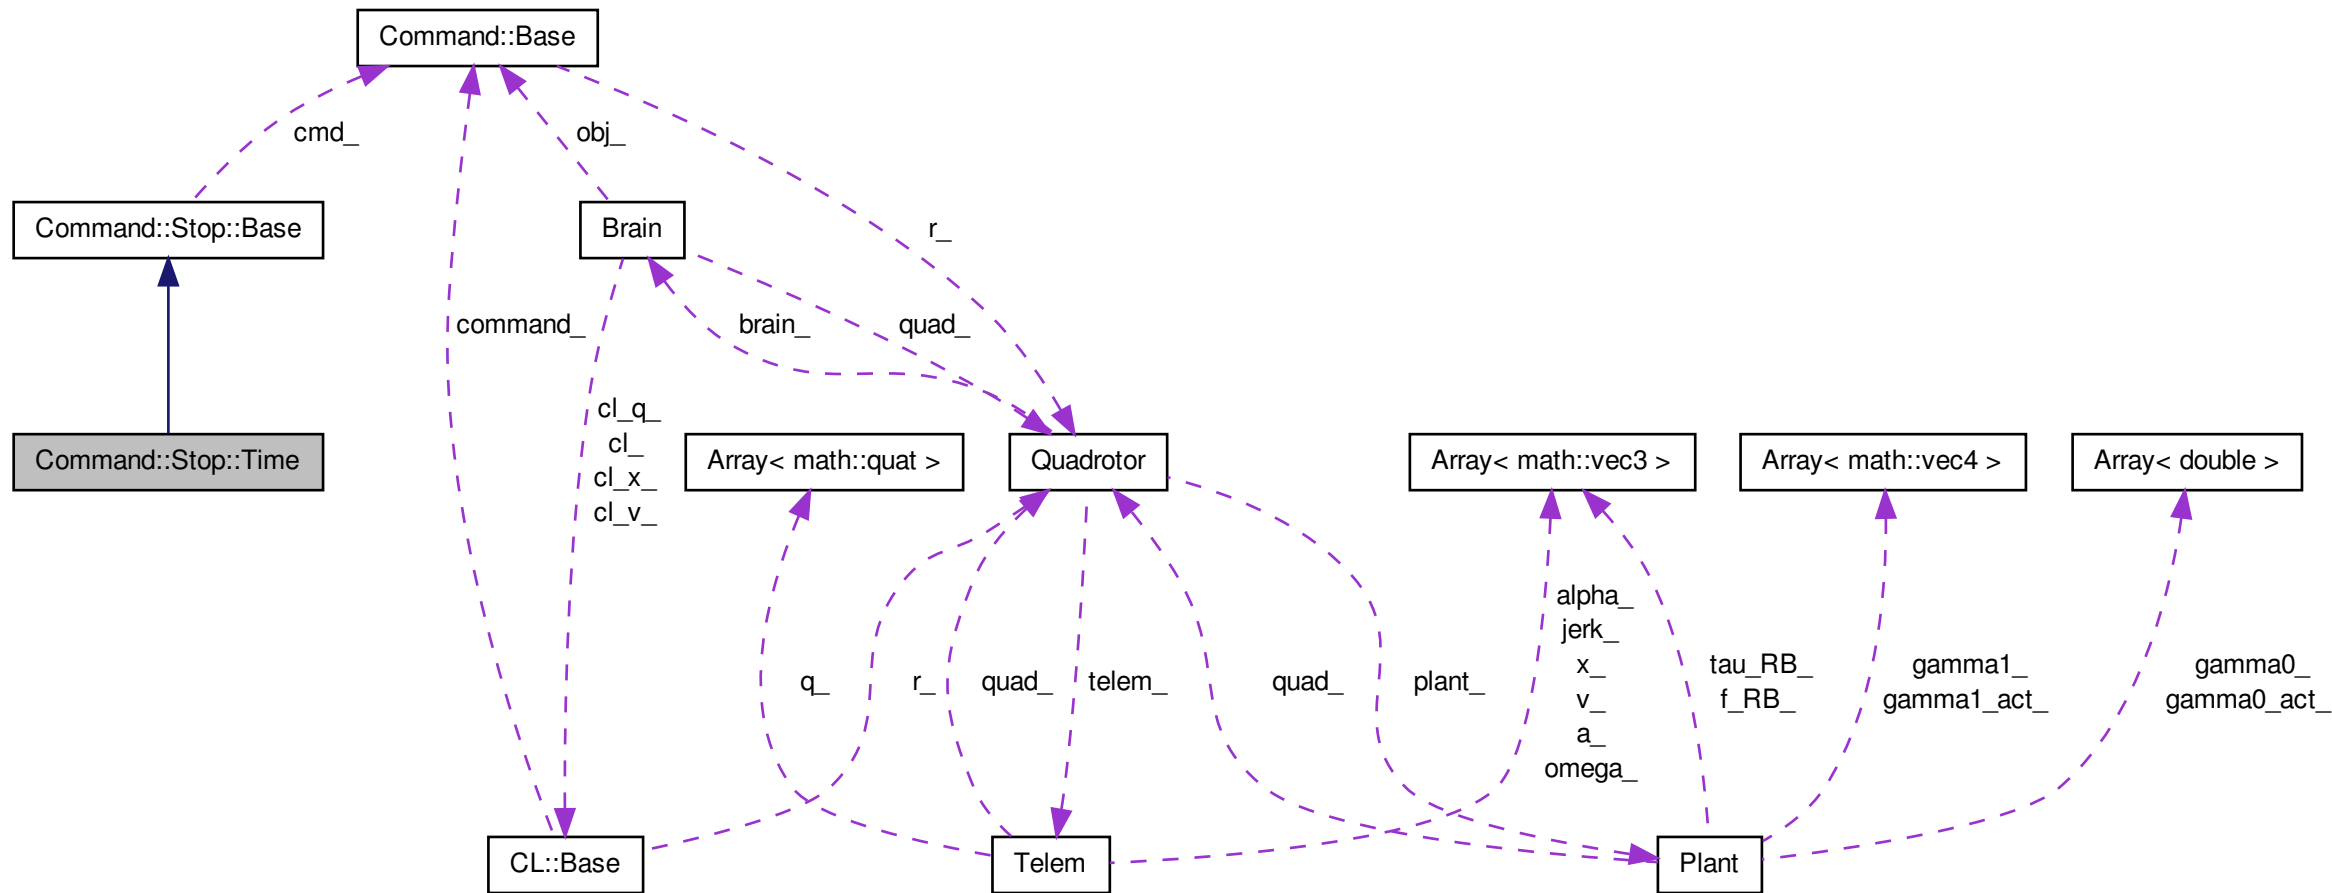 Command::Base
cmd_
obj_
Command::Stop::Base
Brain
r_
command_
brain_
quad_
cl_q_
cl_
cl_x_
cl_v_
Command::Stop::Time
Array< math::quat >
Quadrotor
Array< math::vec3 >
Array< math::vec4 >
Array< double >
q_
r_
quad_
telem_
quad_
plant_
alpha_
jerk_
x_
v_
a_
omega_
tau_RB_
f_RB_
gamma1_
gamma1_act_
gamma0_
gamma0_act_
CL::Base
Telem
Plant